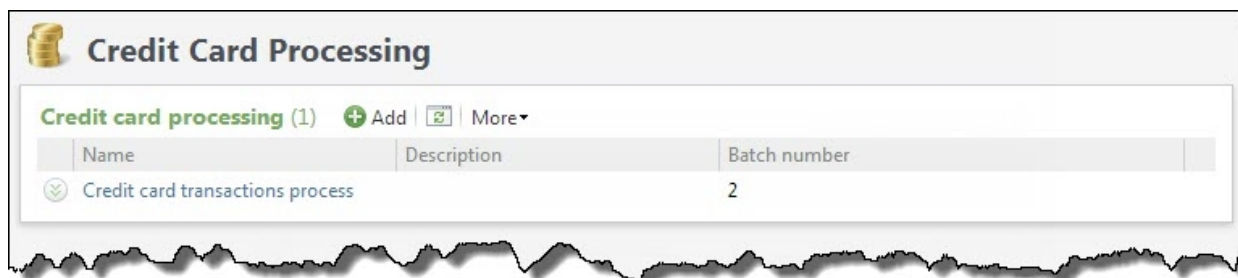 Credit Card Processing
Credit card processing (1) Add More
Name Description Batch number
Credit card transactions process 2